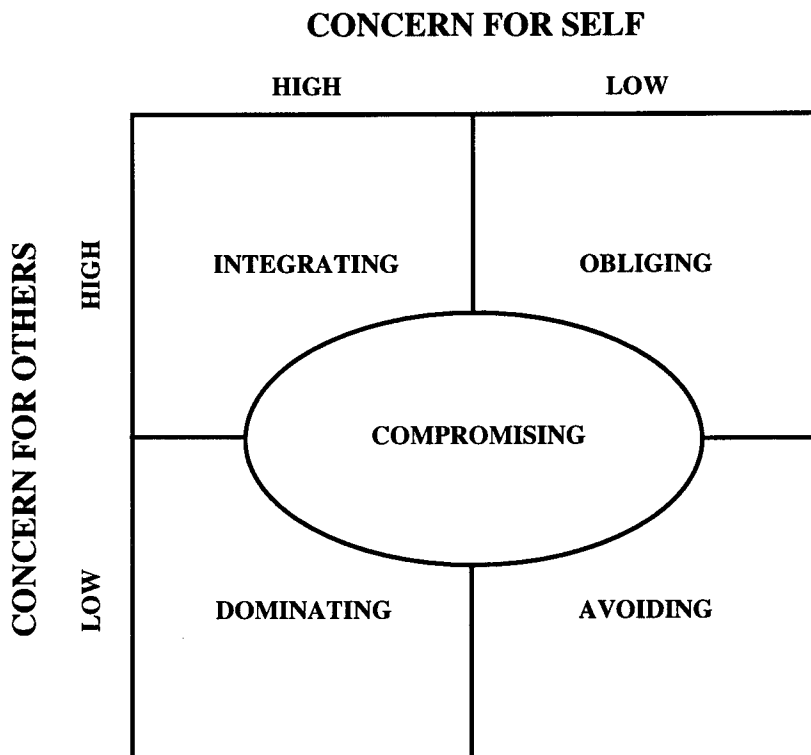 CONCERN FOR SELF
HIGH LOW
CONCERN FOR OTHERS
HIGH
INTEGRATING OBLIGING
COMPROMISING
LOW
DOMINATING AVOIDING